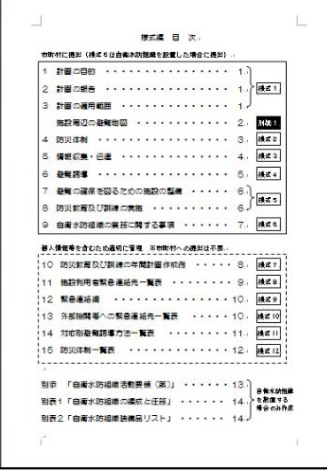 様式編 目 次
市町村に提出（様式６は自衛水防組織を設置した場合に提出）
1 計画の目的 ・・・・・・・・・・・・・ 1
2 計画の報告 ・・・・・・・・・・・・・ 1 様式 1
3 計画の適用範囲 ・・・・・・・・・・・ 1
施設周辺の避難地図 ・・・・・・・・・ 2 別紙 1
4 防災体制 ・・・・・・・・・・・・・・ 3 様式 2
5 情報収集・伝達 ・・・・・・・・・・・ 4 様式 3
6 避難誘導 ・・・・・・・・・・・・・・ 5 様式 4
7 避難の確保を図るための施設の整備 ・・・・・ 6
様式 5
8 防災教育及び訓練の実施 ・・・・・・・ 6
9 自衛水防組織の業務に関する事項 ・・・・・ 7 様式 6
個人情報等を含むため適切に管理 ※市町村への提出は不要
10 防災教育及び訓練の年間計画作成例 ・・・・・ 8 様式 7
11 施設利用者緊急連絡先一覧表 ・・・・・・ 9 様式 8
12 緊急連絡網 ・・・・・・・・・・・・・ 10 様式 9
13 外部機関等への緊急連絡先一覧表 ・・・・ 10 様式 10
14 対応別避難誘導方法一覧表 ・・・・・・ 11 様式 11
15 防災体制一覧表 ・・・・・・・・・・・ 12 様式 12
別添 「自衛水防組織活動要領（案）」 ・・・・・ 13
別表１「自衛水防組織の編成と任務」 ・・・・・ 14
別表２「自衛水防組織装備品リスト」 ・・・・・ 14
自衛水防組織
を設置する
場合のみ作成